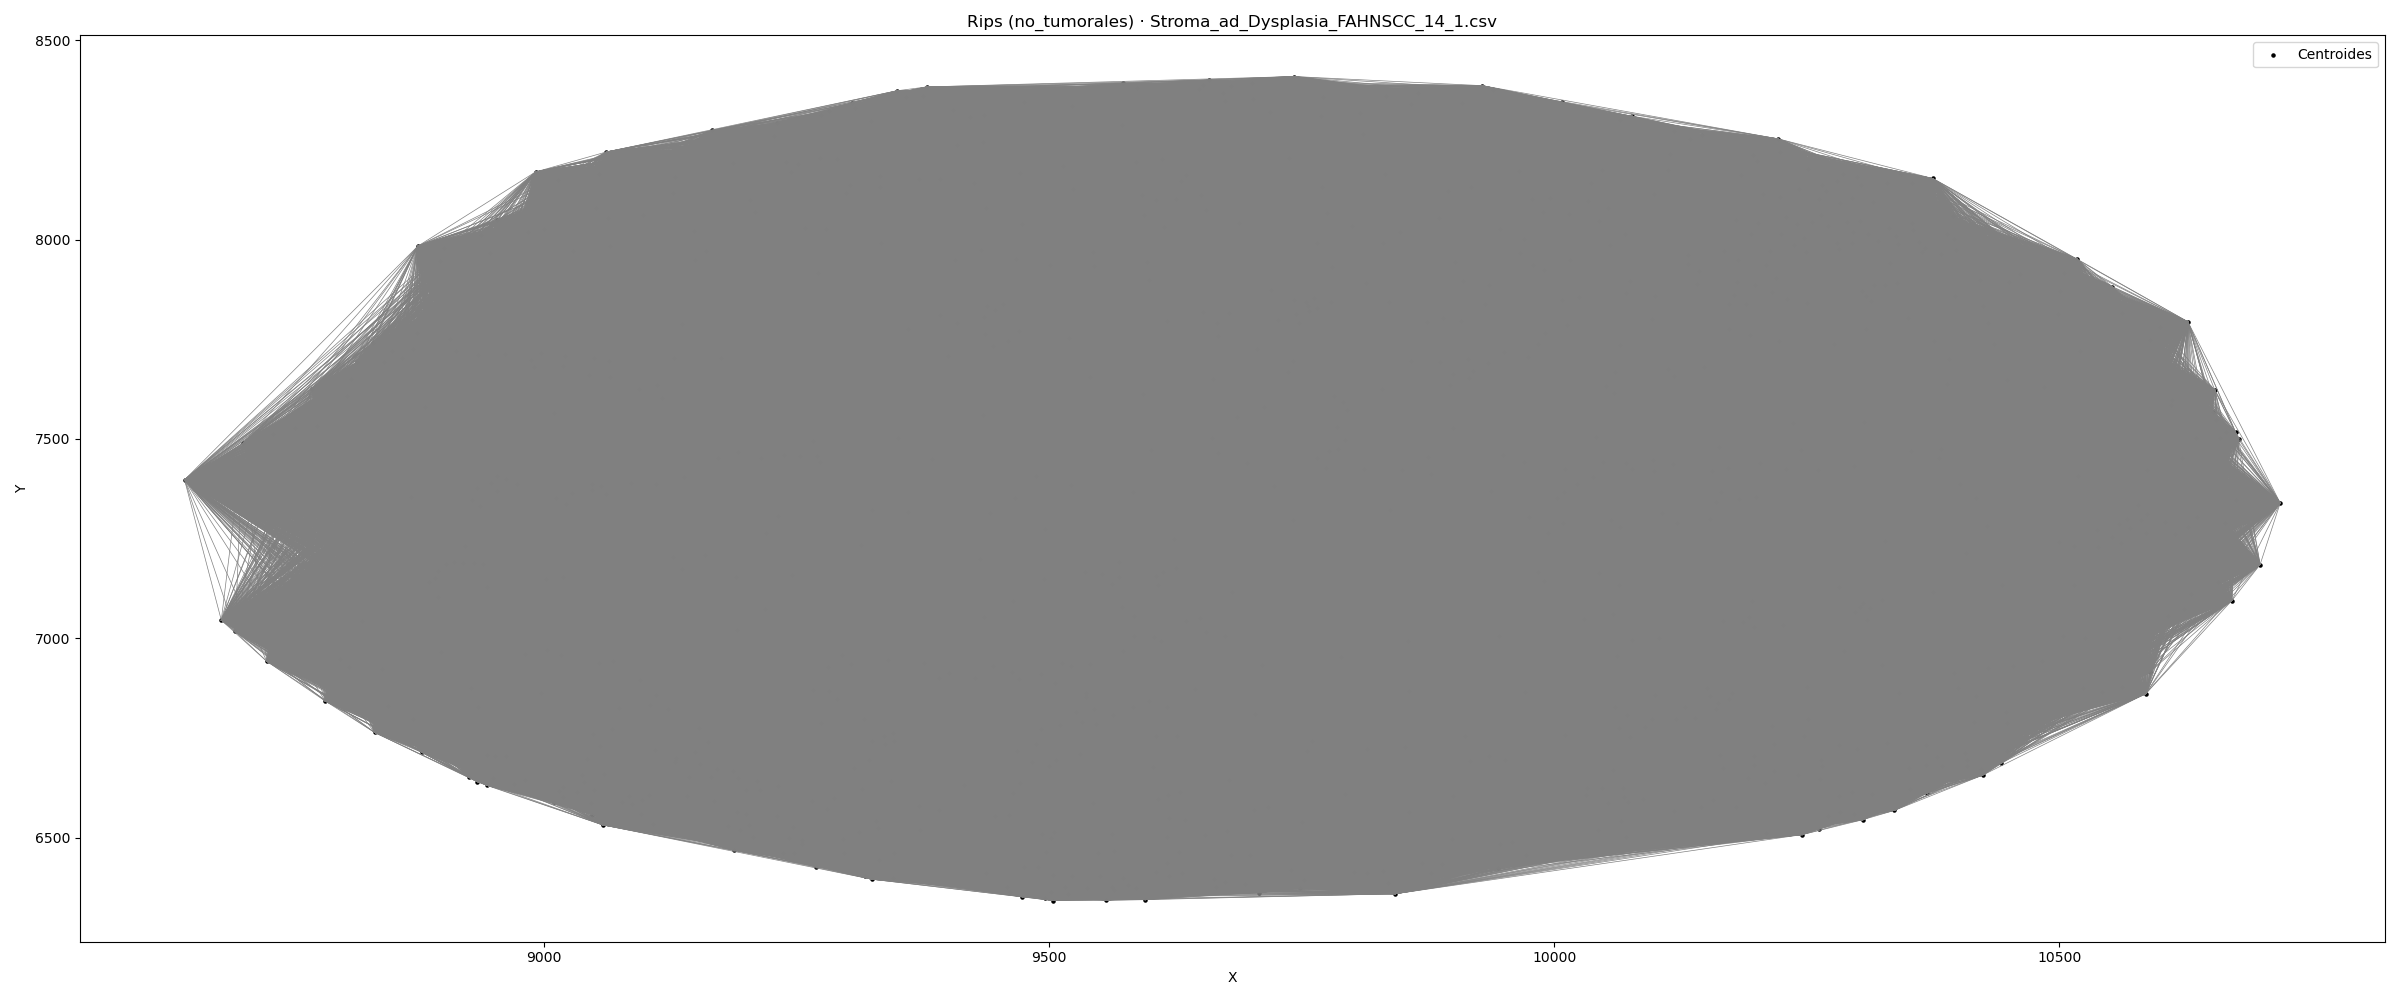 Rips (no_tumorales) · Stroma_ad_Dysplasia_FAHNSCC_14_1.csv
Centroides
8500
8000
7500
7000
6500
Y
9000
9500
10000
10500
X